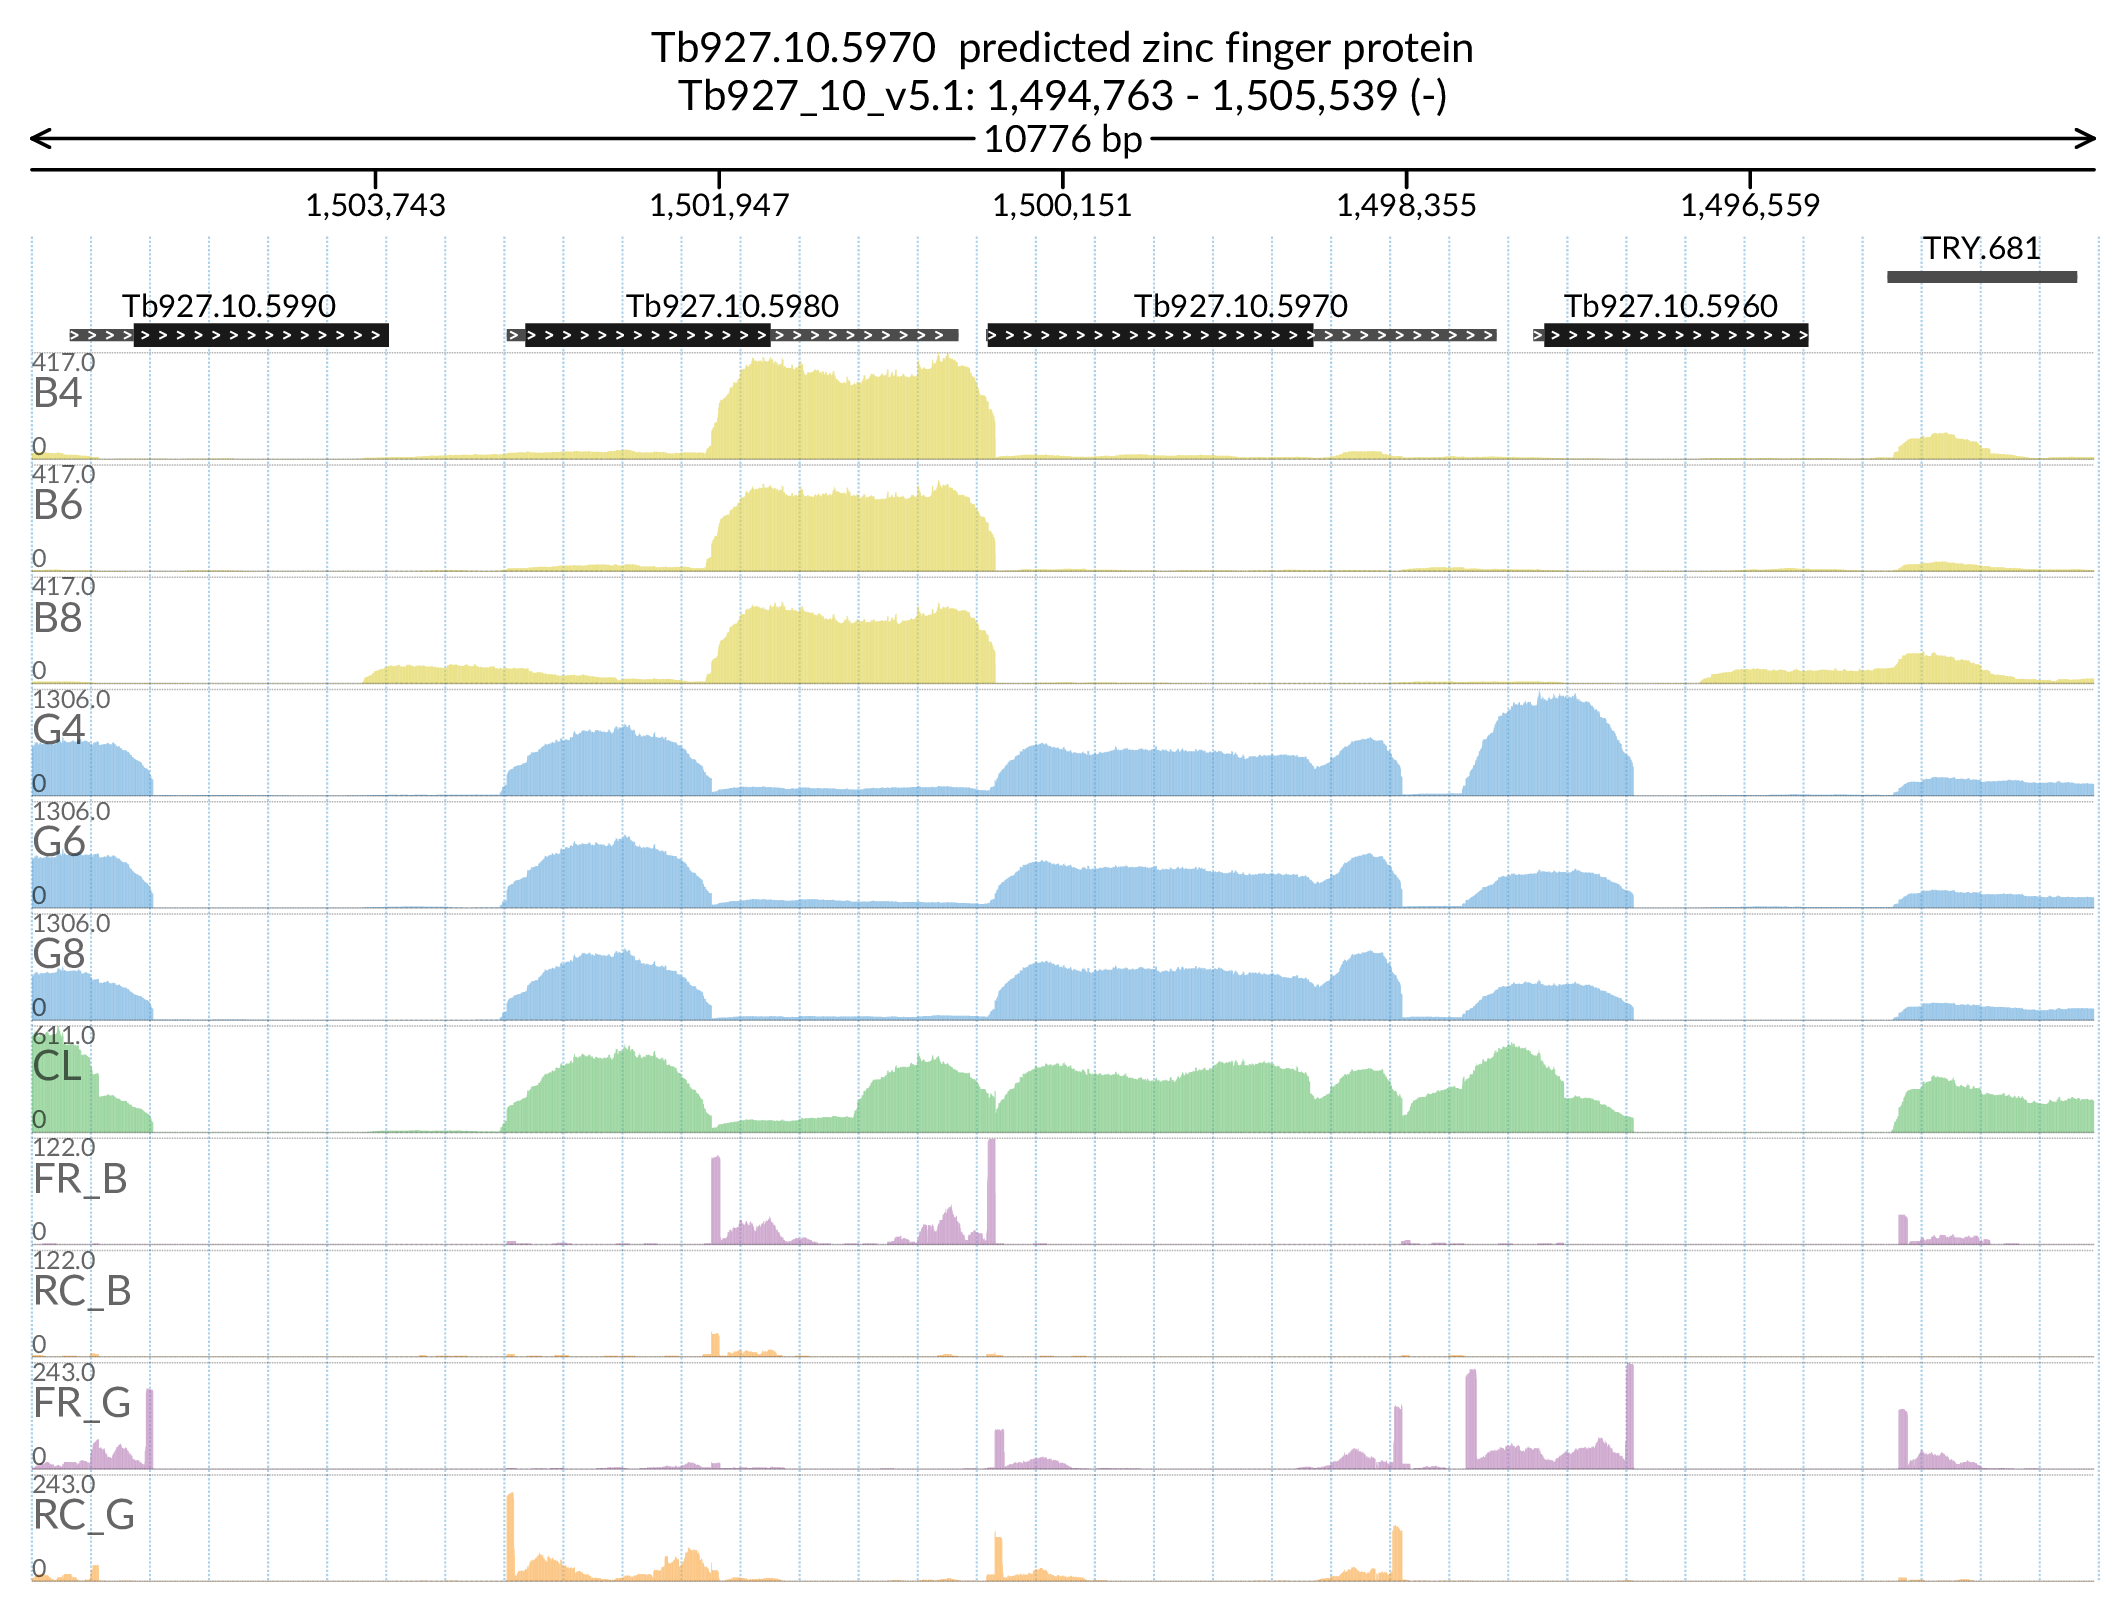 Tb927.10.5970 predicted zinc finger protein
Tb927_10_v5.1: 1,494,763 - 1,505,539 (-)
10776 bp
1,503,743 1,501,947 1,500,151 1,498,355 1,496,559
TRY.681
Tb927.10.5990 Tb927.10.5980 Tb927.10.5970 Tb927.10.5960
417.0
B4
0
417.0
B6
0
417.0
B8
0
1306.0
G4
0
1306.0
G6
0
1306.0
G8
0
611.0
CL
0
122.0
FR_B
0
122.0
RC_B
0
243.0
FR_G
0
243.0
RC_G
0